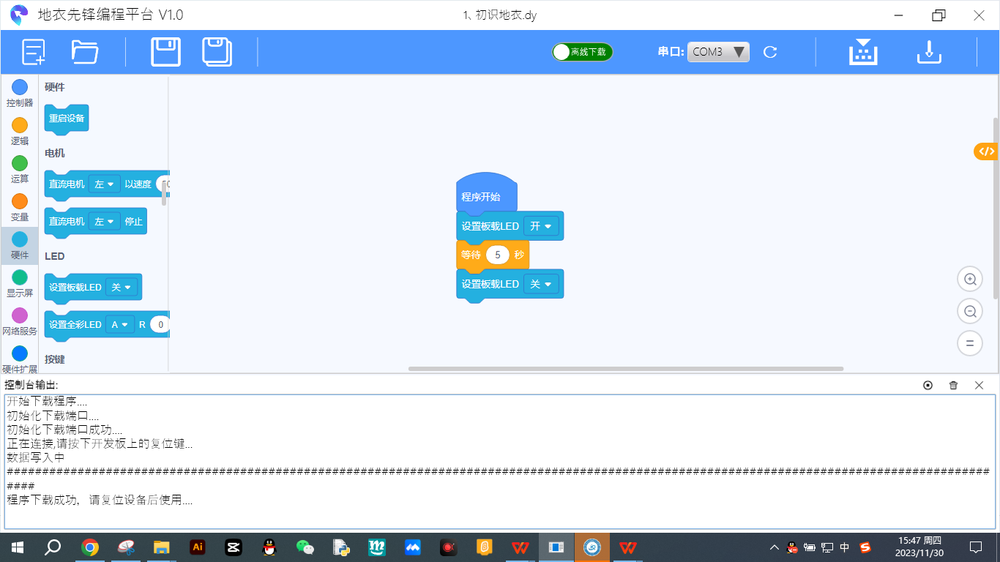 地衣先锋编程平台 V1.0
1、初识地衣.dy
离线下载
串口:
COM3
控制器
逻辑
运算
变量
硬件
显示屏
网络服务
硬件扩展
硬件
重启设备
电机
直流电机 左 以速度
直流电机 左 停止
LED
设置板载LED 关
设置全彩LED A R 0
按键
程序开始
设置板载LED 开
等待 5 秒
设置板载LED 关
</>
控制台输出:
开始下载程序....
初始化下载端口....
初始化下载端口成功....
正在连接,请按下开发板上的复位键...
数据写入中
############################################################################################################################################
####
程序下载成功，请复位设备后使用....
Ai
中
15:47 周四
2023/11/30